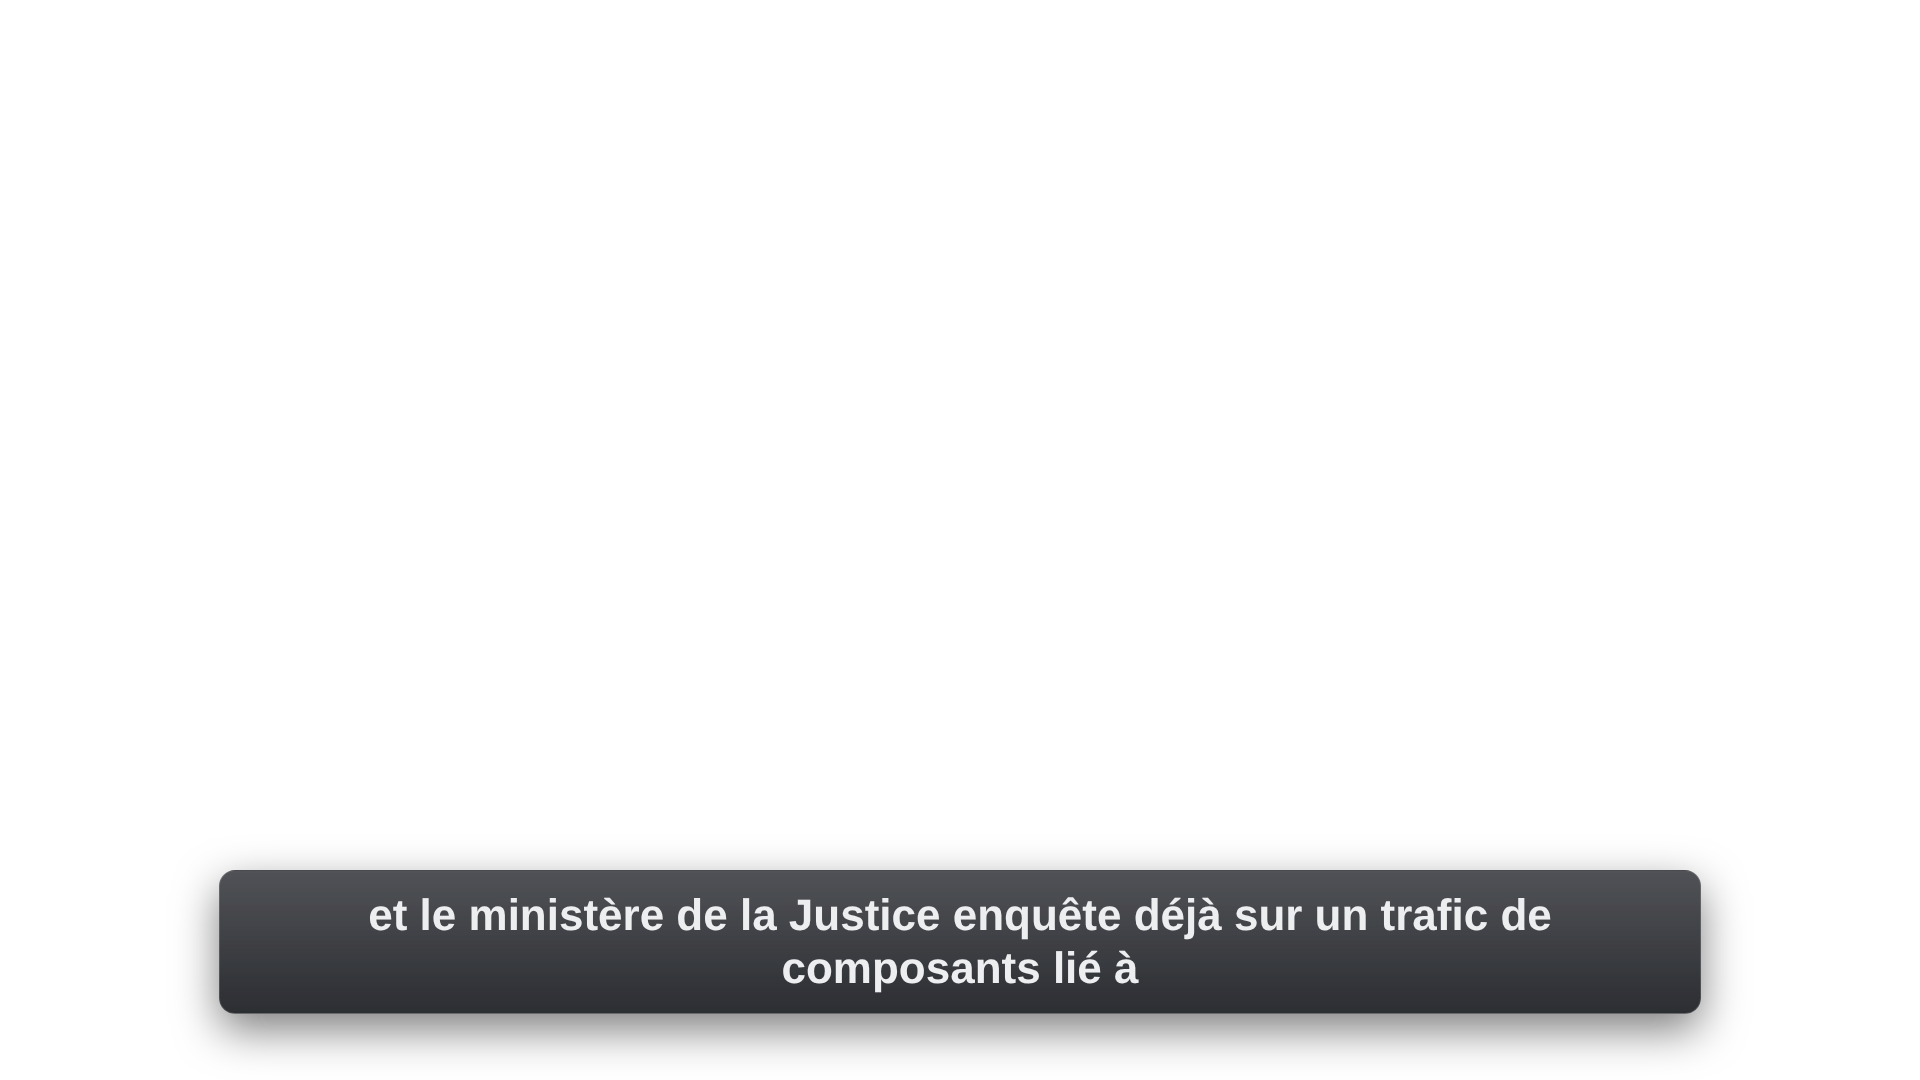 et le ministère de la Justice enquête déjà sur un trafic de
composants lié à